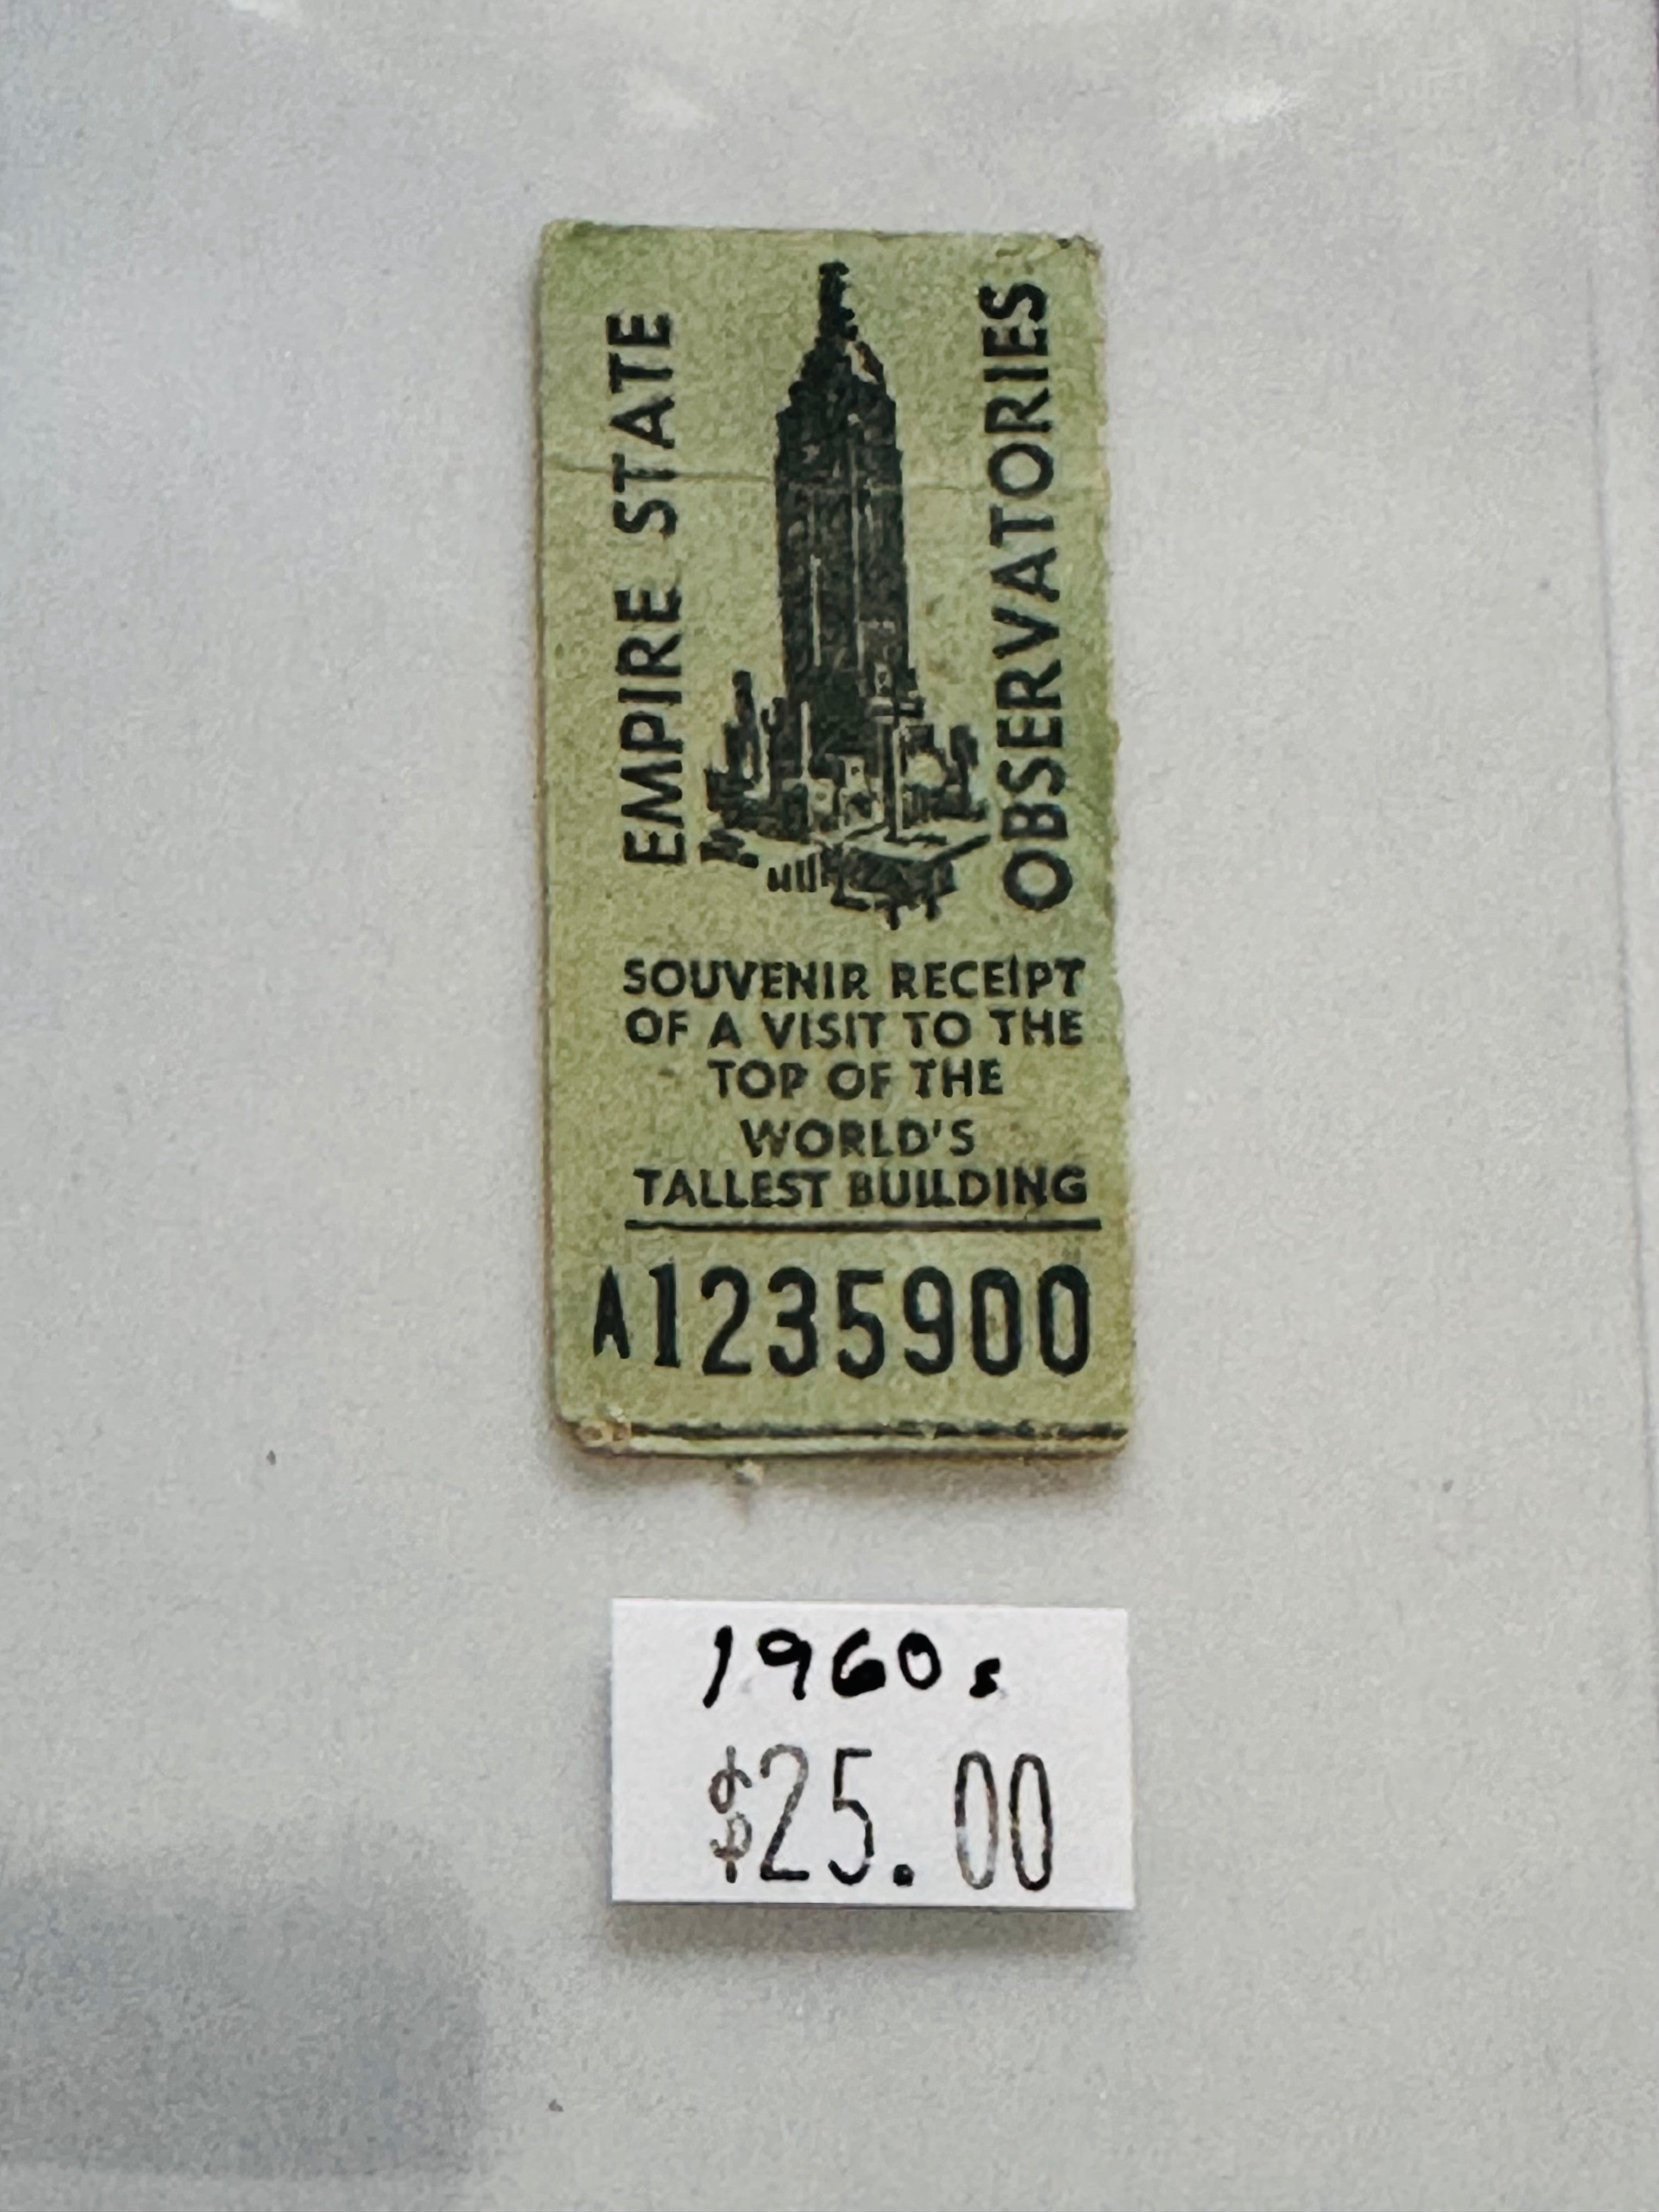 EMPIRE STATE
OBSERVATORIES
SOUVENIR RECEIPT
OF A VISIT TO THE
TOP OF THE
WORLD'S
TALLEST BUILDING
A1235900
1960s
$25.00